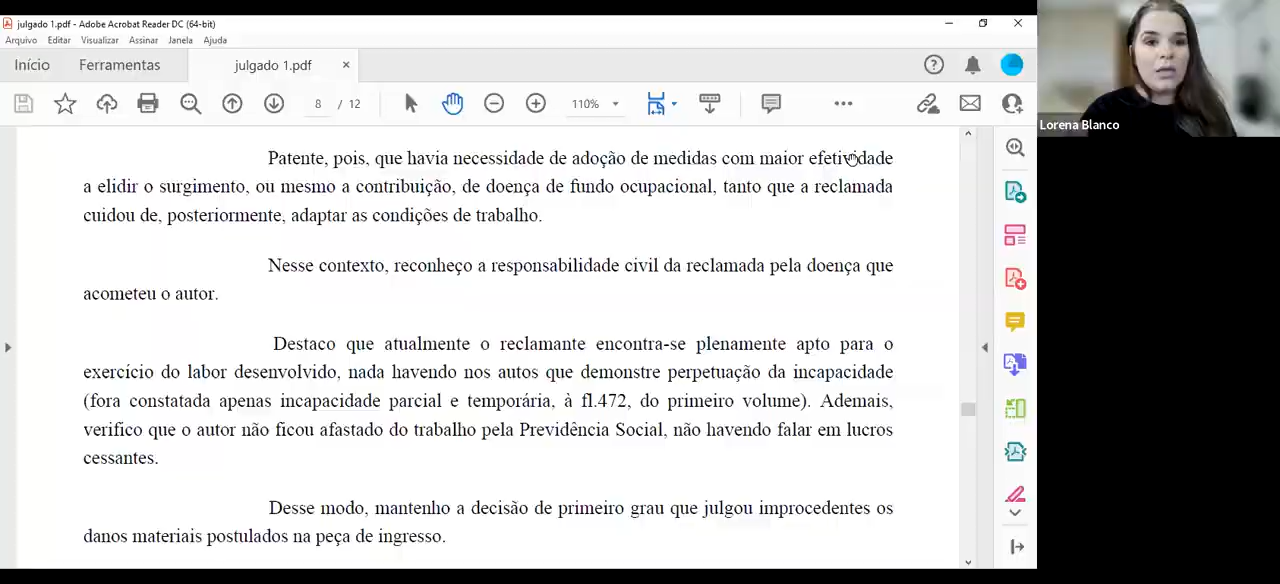 julgado 1.pdf - Adobe Acrobat Reader DC (64-bit)
Arquivo Editar Visualizar Assinar Janela Ajuda
Início Ferramentas julgado 1.pdf ×
8 / 12 110%
Patente, pois, que havia necessidade de adoção de medidas com maior efetividade
a elidir o surgimento, ou mesmo a contribuição, de doença de fundo ocupacional, tanto que a reclamada
cuidou de, posteriormente, adaptar as condições de trabalho.
Nesse contexto, reconheço a responsabilidade civil da reclamada pela doença que
acometeu o autor.
Destaco que atualmente o reclamante encontra-se plenamente apto para o
exercício do labor desenvolvido, nada havendo nos autos que demonstre perpetuação da incapacidade
(fora constatada apenas incapacidade parcial e temporária, à fl.472, do primeiro volume). Ademais,
verifico que o autor não ficou afastado do trabalho pela Previdência Social, não havendo falar em lucros
cessantes.
Desse modo, mantenho a decisão de primeiro grau que julgou improcedentes os
danos materiais postulados na peça de ingresso.
Lorena Blanco